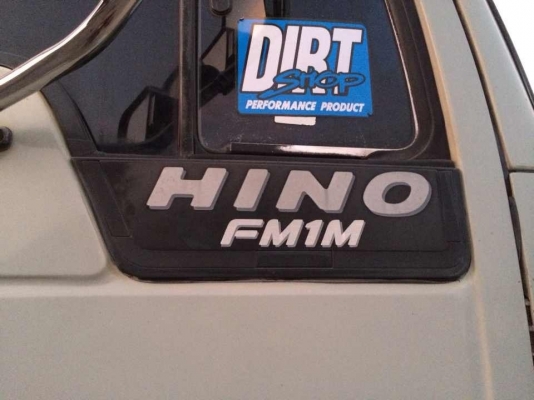 DIRT
SHOP
PERFORMANCE PRODUCT
HINO
FM1M